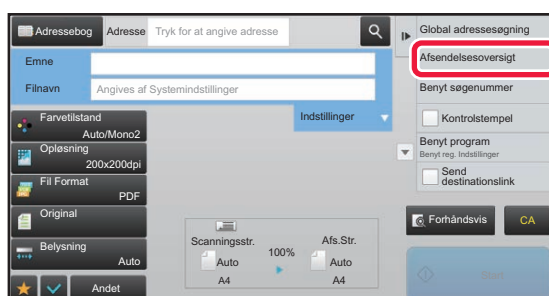 Adressebog
Adresse
Tryk for at angive adresse
Emne
Filnavn
Angives af Systemindstillinger
Indstillinger
Farvetilstand
Auto/Mono2
Opløsning
200x200dpi
Fil Format
PDF
Original
Belysning
Auto
Andet
Scanningsstr.
Auto
A4
100%
Afs.Str.
Auto
A4
Global adressesøgning
Afsendelsesoversigt
Benyt søgenummer
Kontrolstempel
Benyt program
Benyt reg. Indstillinger
Send
destinationslink
Forhåndsvis
CA
Start